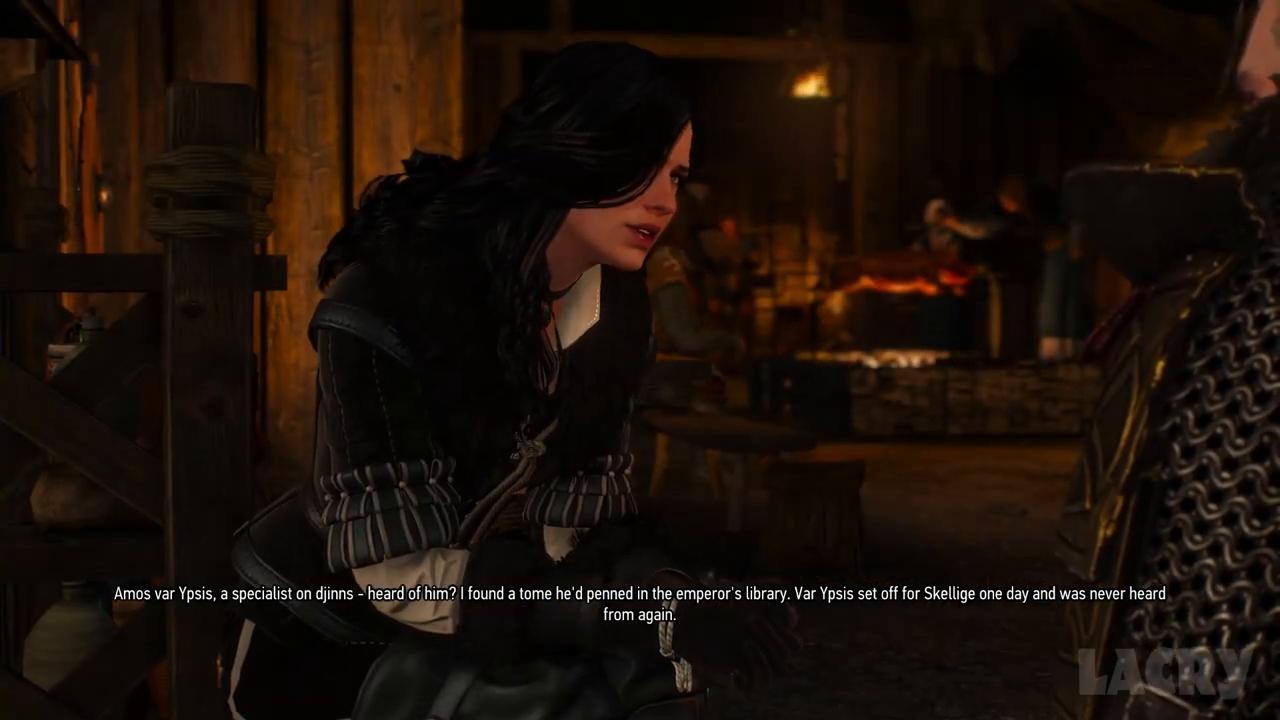 Amos var Ypsis, a specialist on djinns - heard of him? I found a tome he'd penned in the emperor's library. Var Ypsis set off for Skellige one day and was never heard
from again.
LACRY